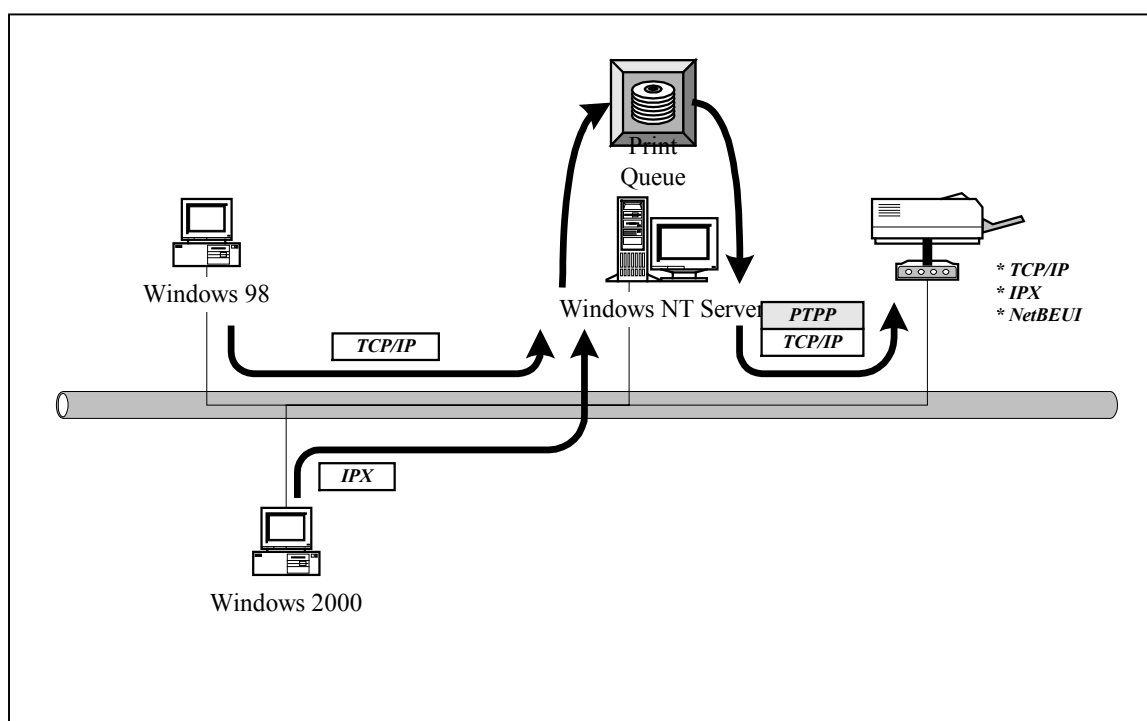 Print
Queue
Windows 98
Windows NT Server
* TCP/IP
* IPX
* NetBEUI
PTPP
TCP/IP
TCP/IP
IPX
Windows 2000